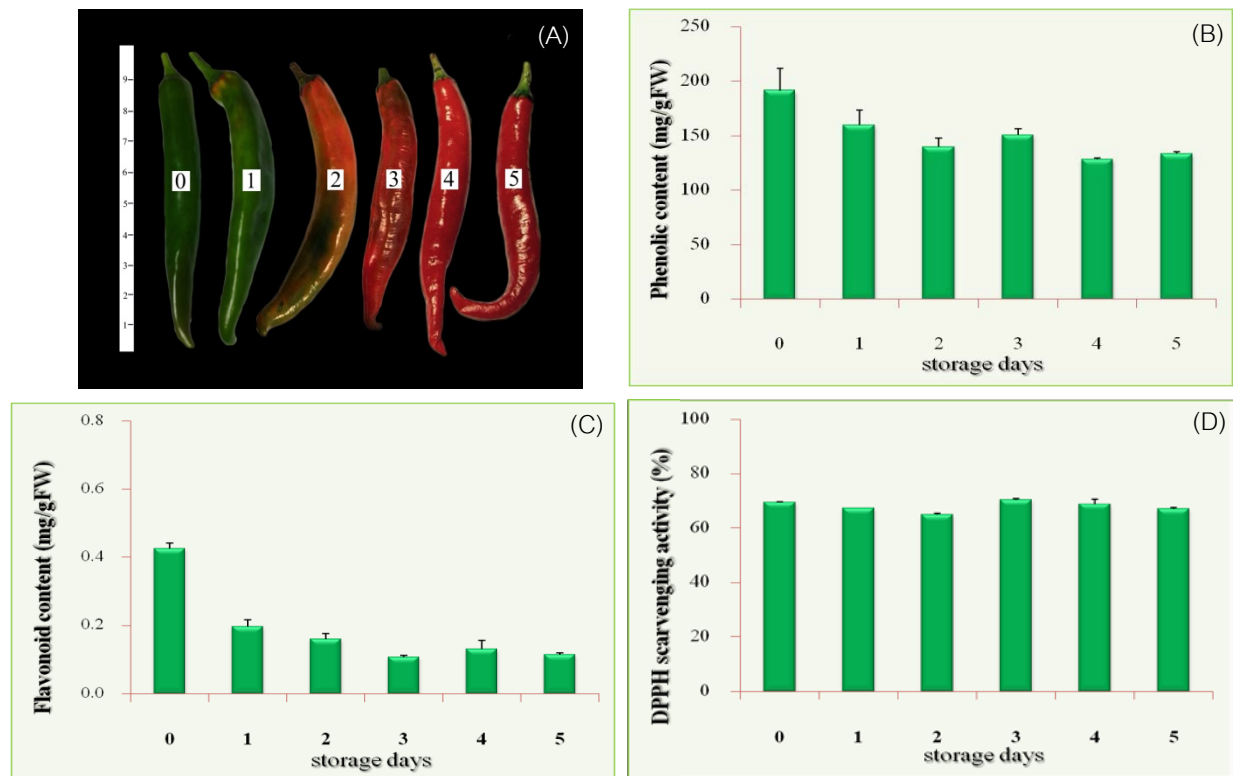 (A)
9
8
7
6
5
4
3
2
1
0
1
2
3
4
5
(B)
Phenolic content (mg/gFW)
250
200
150
100
50
0
0 1 2 3 4 5
storage days
(C)
Flavonoid content (mg/gFW)
0.8
0.6
0.4
0.2
0.0
0 1 2 3 4 5
storage days
(D)
DPPH scarvenging activity (%)
100
80
60
40
20
0
0 1 2 3 4 5
storage days